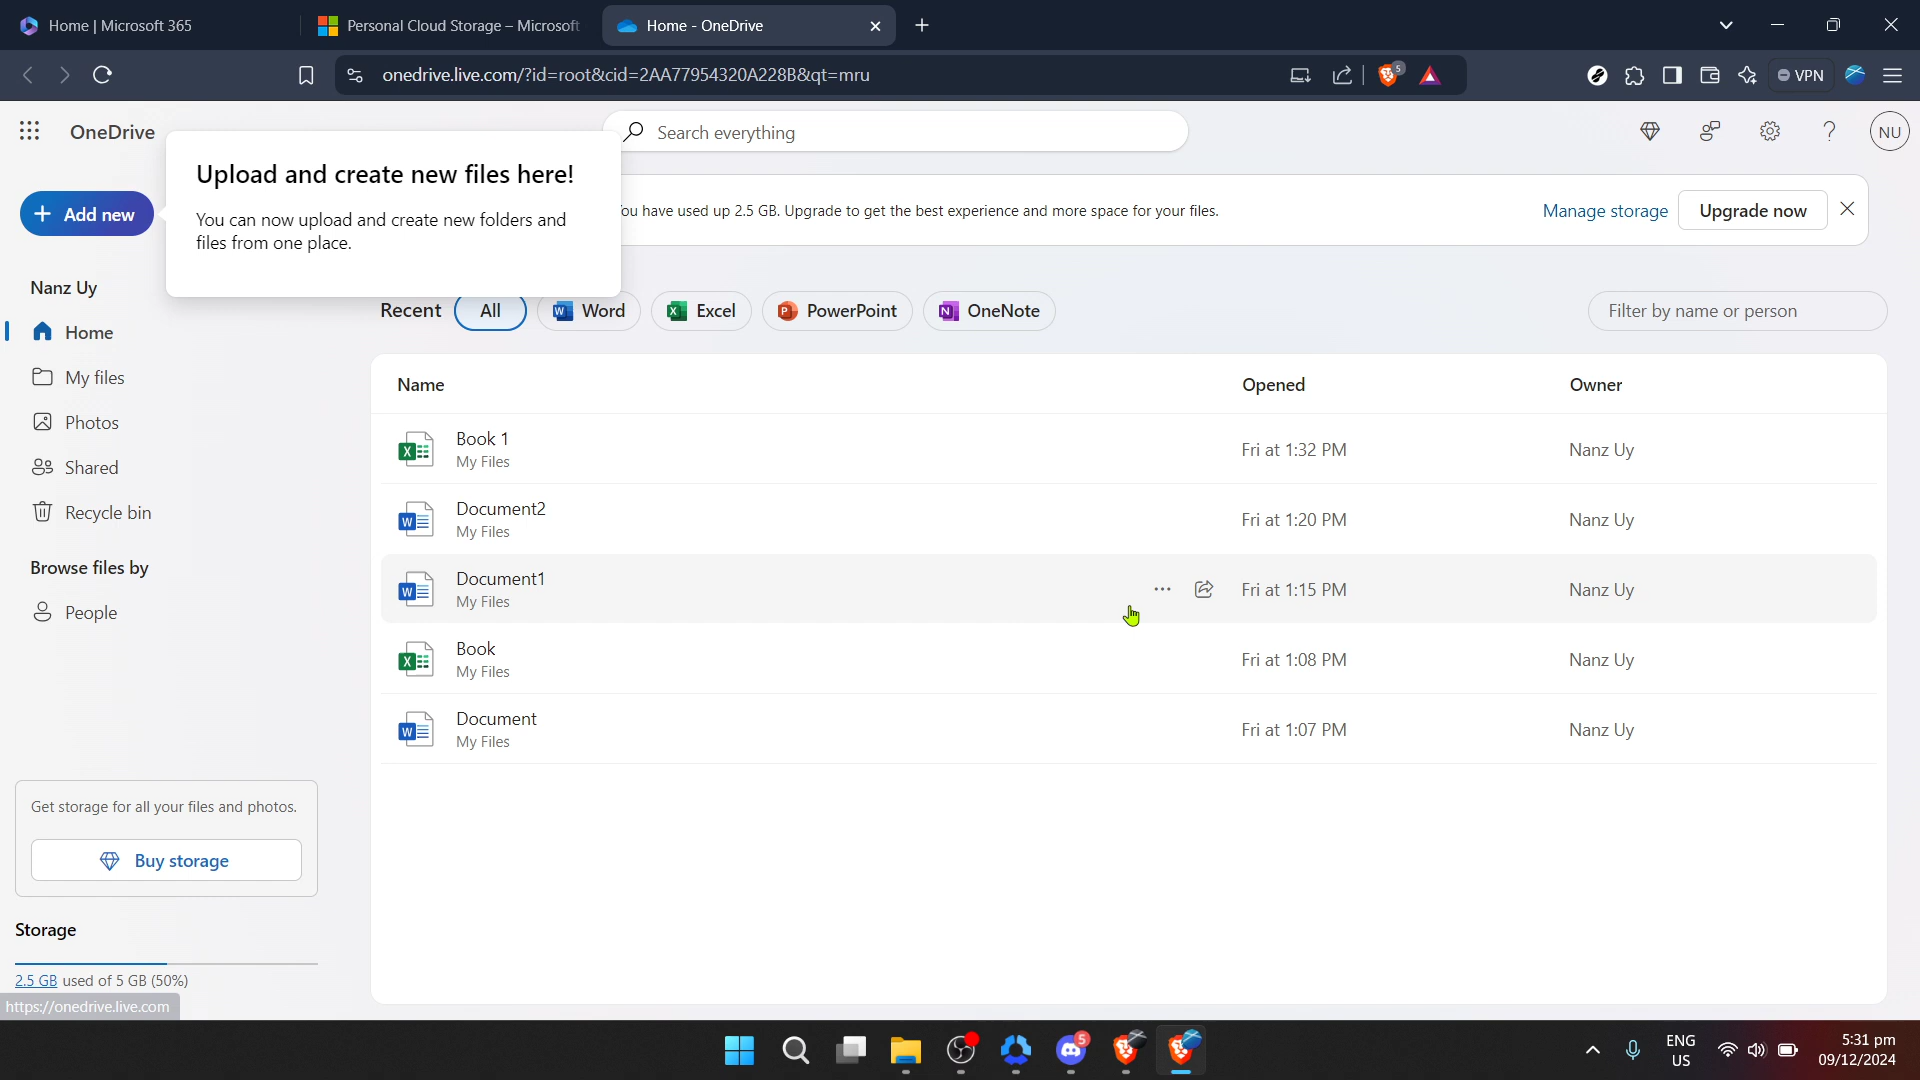 Home | Microsoft 365
Personal Cloud Storage – Microsoft
Home - OneDrive
onedrive.live.com/?id=root&cid=2AA77954320A228B&qt=mru
5
VPN
OneDrive
Search everything
NU
Upload and create new files here!
You can now upload and create new folders and
files from one place.
Add new
You have used up 2.5 GB. Upgrade to get the best experience and more space for your files.
Manage storage
Upgrade now
Nanz Uy
Home
My files
Photos
Shared
Recycle bin
Browse files by
People
Recent
All
Word
Excel
PowerPoint
OneNote
Filter by name or person
Name
Opened
Owner
Book 1
My Files
Fri at 1:32 PM
Nanz Uy
Document2
My Files
Fri at 1:20 PM
Nanz Uy
Document1
My Files
Fri at 1:15 PM
Nanz Uy
Book
My Files
Fri at 1:08 PM
Nanz Uy
Document
My Files
Fri at 1:07 PM
Nanz Uy
Get storage for all your files and photos.
Buy storage
Storage
2.5 GB used of 5 GB (50%)
https://onedrive.live.com
5
ENG
US
5:31 pm
09/12/2024